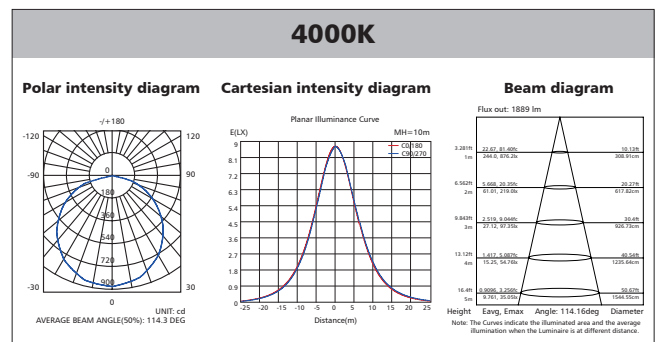 4000K
Polar intensity diagram
Cartesian intensity diagram
Beam diagram
-/+180
-120
120
-90
90
0
180
360
540
720
900
-30
30
0
UNIT: cd
AVERAGE BEAM ANGLE(50%): 114.3 DEG
Planar Illuminance Curve
E(LX)
MH=10m
C0/180
C90/270
9
8.1
7.2
6.3
5.4
4.5
3.6
2.7
1.8
0.9
0
-25 -20 -15 -10 -5 0 5 10 15 20 25
Distance(m)
Flux out: 1889 lm
3.281ft 22.67, 81.40fc 10.13ft
1m 244.0, 876.2lx 308.91cm
6.562ft 5.668, 20.35fc 20.27ft
2m 61.01, 219.0lx 617.82cm
9.843ft 2.519, 9.044fc 30.4ft
3m 27.12, 97.35lx 926.73cm
13.12ft 1.417, 5.087fc 40.54ft
4m 15.25, 54.76lx 1235.64cm
16.4ft 0.9096, 3.256fc 50.67ft
5m 9.761, 35.05lx 1544.55cm
Height Eavg, Emax Angle: 114.16deg Diameter
Note: The Curves indicate the illuminated area and the average
illumination when the Luminaire is at different distance.